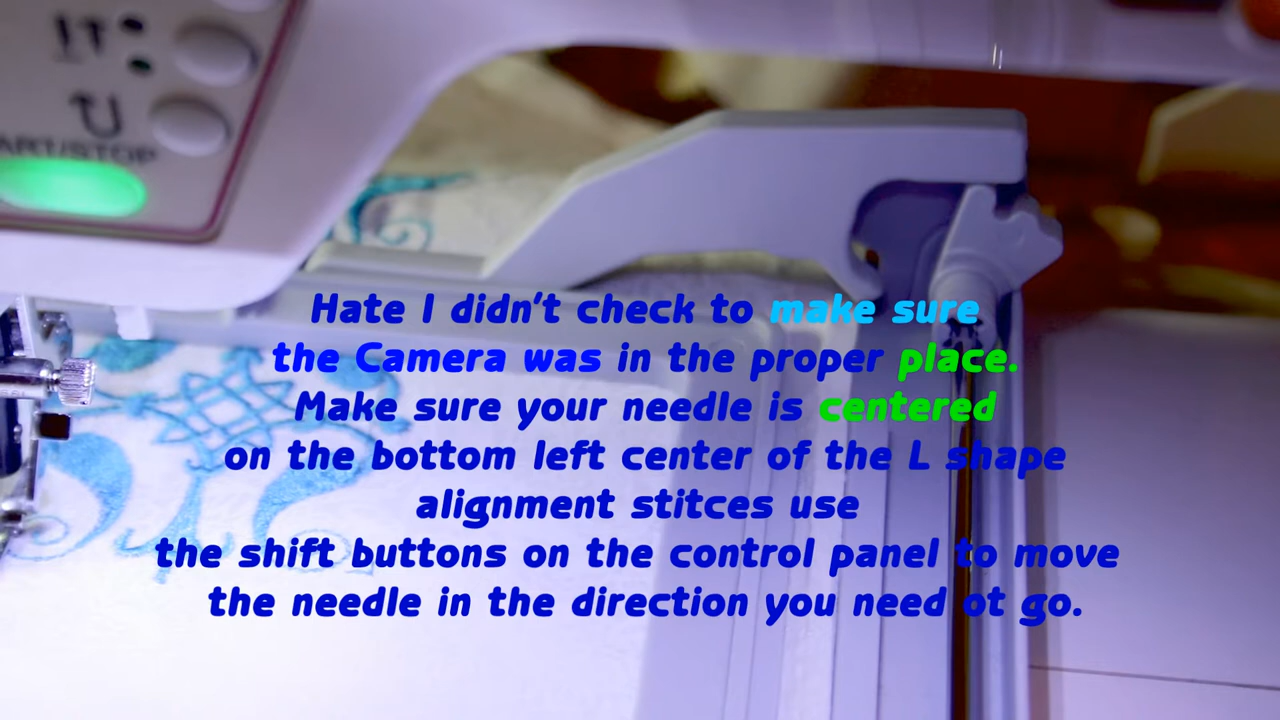 ART/STOP
Hate I didn't check to make sure
the Camera was in the proper place.
Make sure your needle is centered
on the bottom left center of the L shape
alignment stitces use
the shift buttons on the control panel to move
the needle in the direction you need ot go.